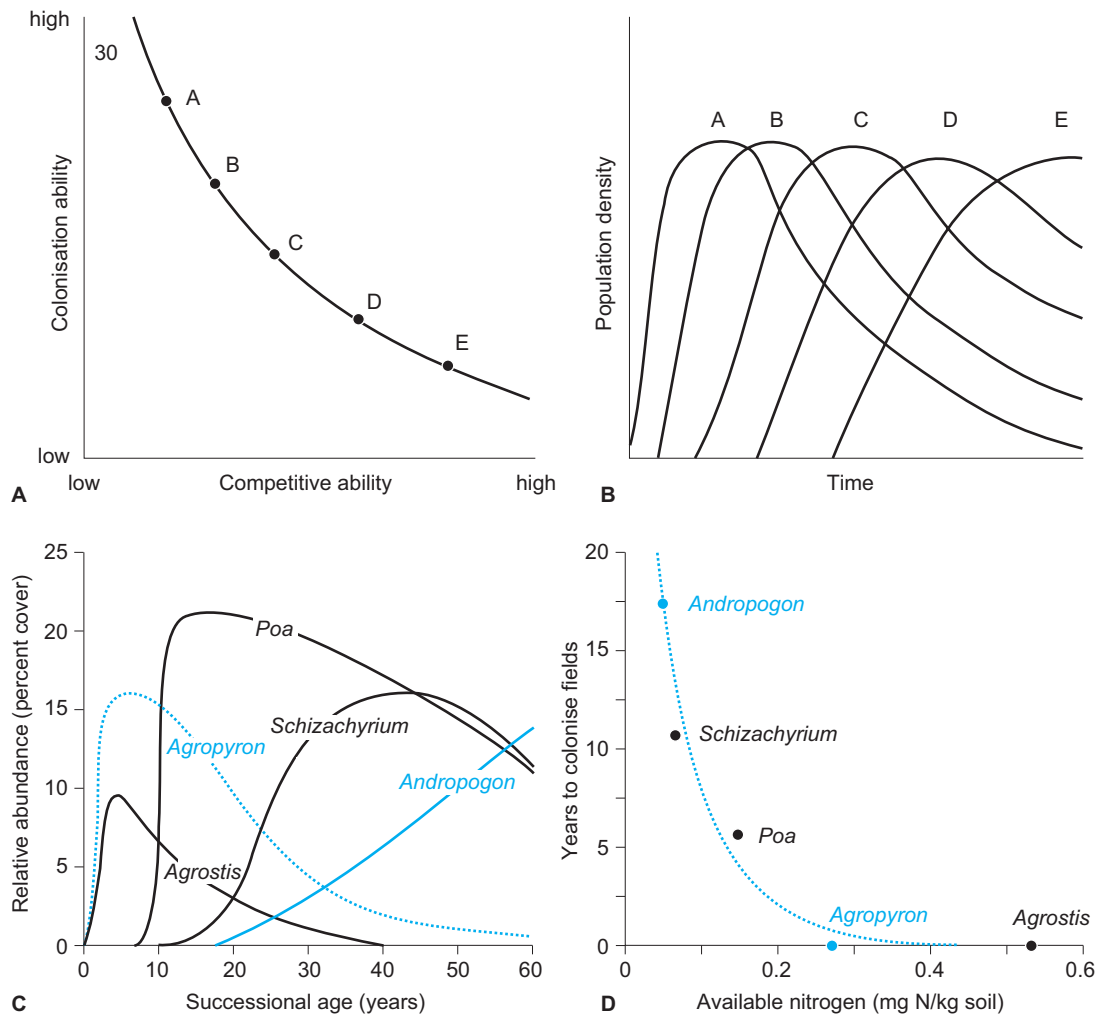 high
30
A
B
C
D
E
Colonisation ability
low
low
Competitive ability
high
A
A
B
C
D
E
Population density
Time
B
25
20
15
10
5
0
Relative abundance (percent cover)
Poa
Schizachyrium
Agropyron
Andropogon
Agrostis
0
10
20
30
40
50
60
Successional age (years)
C
20
15
10
5
0
Years to colonise fields
Andropogon
Schizachyrium
Poa
Agropyron
Agrostis
0
0.2
0.4
0.6
Available nitrogen (mg N/kg soil)
D